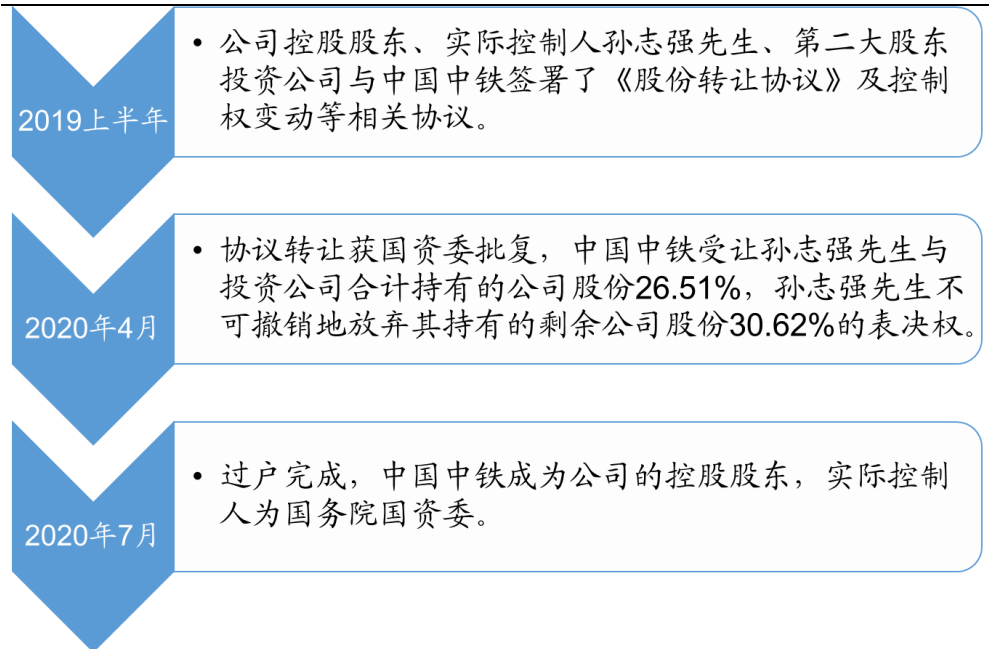 2019上半年
• 公司控股股东、实际控制人孙志强先生、第二大股东
投资公司与中国中铁签署了《股份转让协议》及控制
权变动等相关协议。
2020年4月
• 协议转让获国资委批复，中国中铁受让孙志强先生与
投资公司合计持有的公司股份26.51%，孙志强先生不
可撤销地放弃其持有的剩余公司股份30.62%的表决权。
2020年7月
• 过户完成，中国中铁成为公司的控股股东，实际控制
人为国务院国资委。